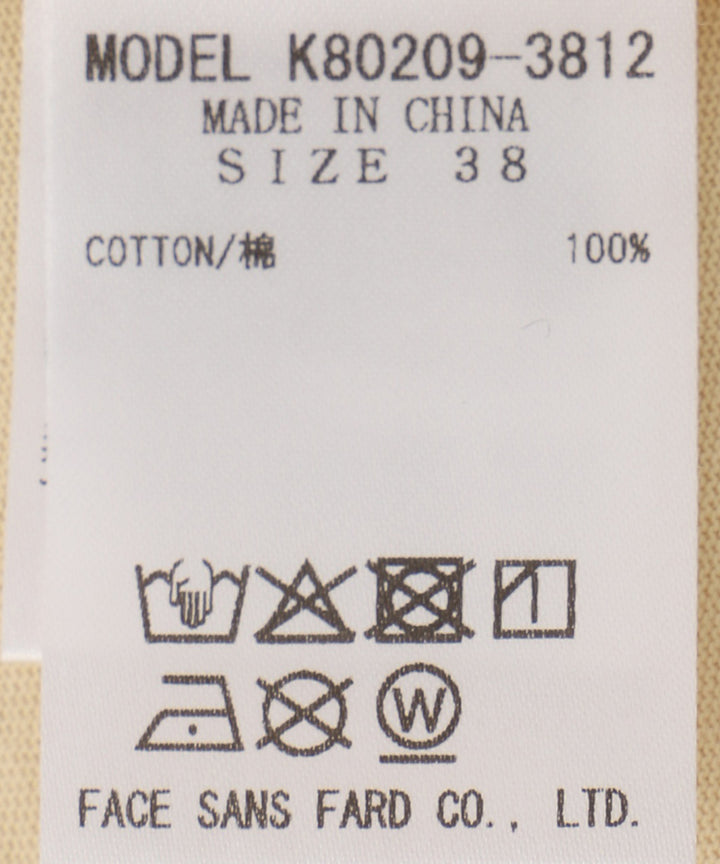 MODEL K80209-3812
MADE IN CHINA
SIZE 38
COTTON/棉 100%
W
FACE SANS FARD CO., LTD.